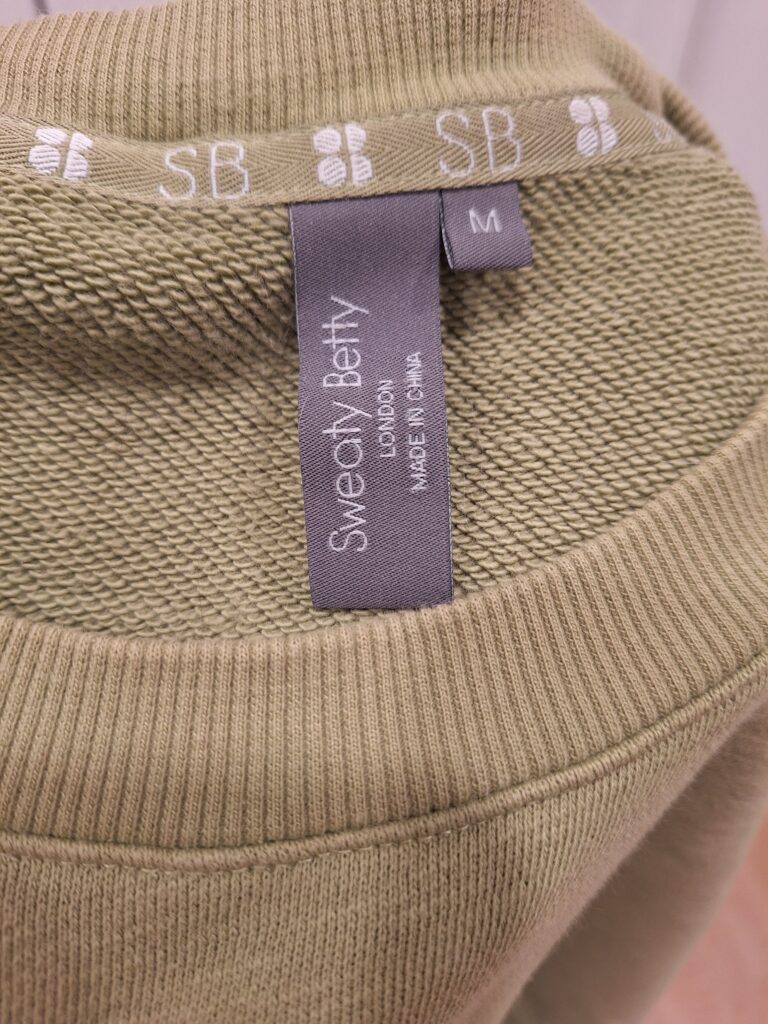 SB
SB
M
Sweaty Betty
LONDON
MADE IN CHINA